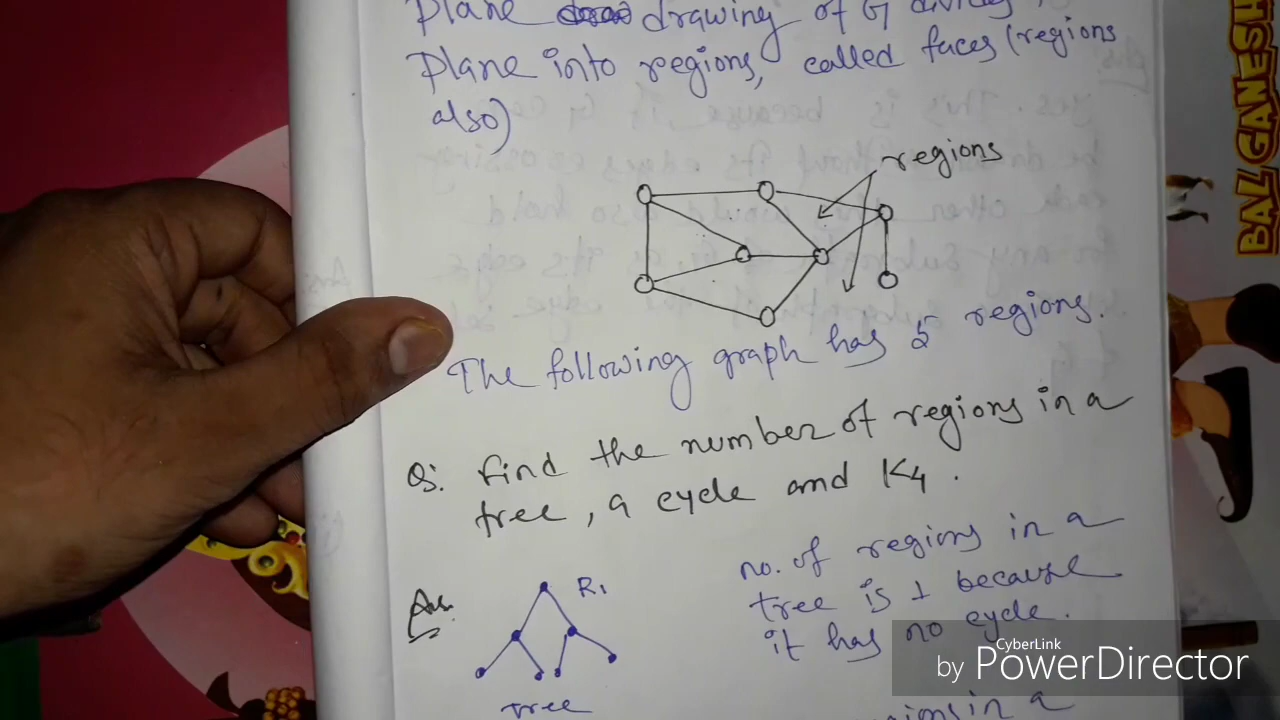 Plane drawing of G divides
Plane into regions, called faces (regions
also)
regions
The following graph has 5 regions.
Q: Find the number of regions in a
tree, a cycle and K4.
Ans.
R1
tree
no. of regions in a
tree is 1 because
it has no cycle.
in a
BAL GANESH
CyberLink
by PowerDirector